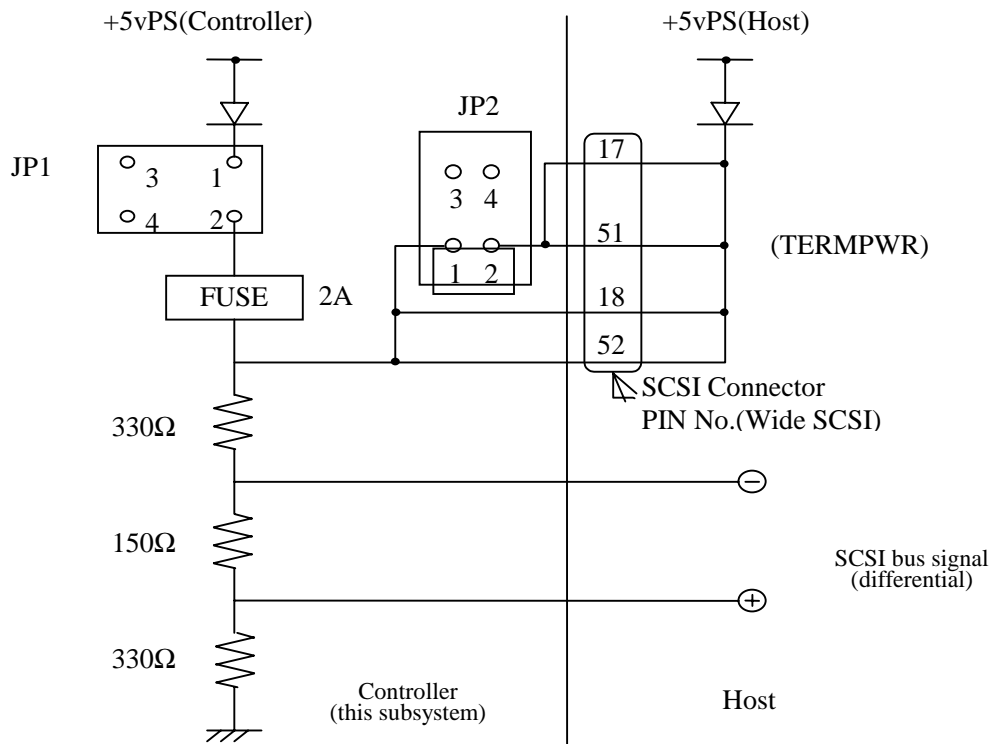 +5vPS(Controller)
+5vPS(Host)
JP2
JP1
3 1
4 2
3 4
1 2
17
51
18
52
(TERMPWR)
FUSE 2A
SCSI Connector
PIN No.(Wide SCSI)
330Ω
−
150Ω
SCSI bus signal
(differential)
+
330Ω
Controller
(this subsystem)
Host